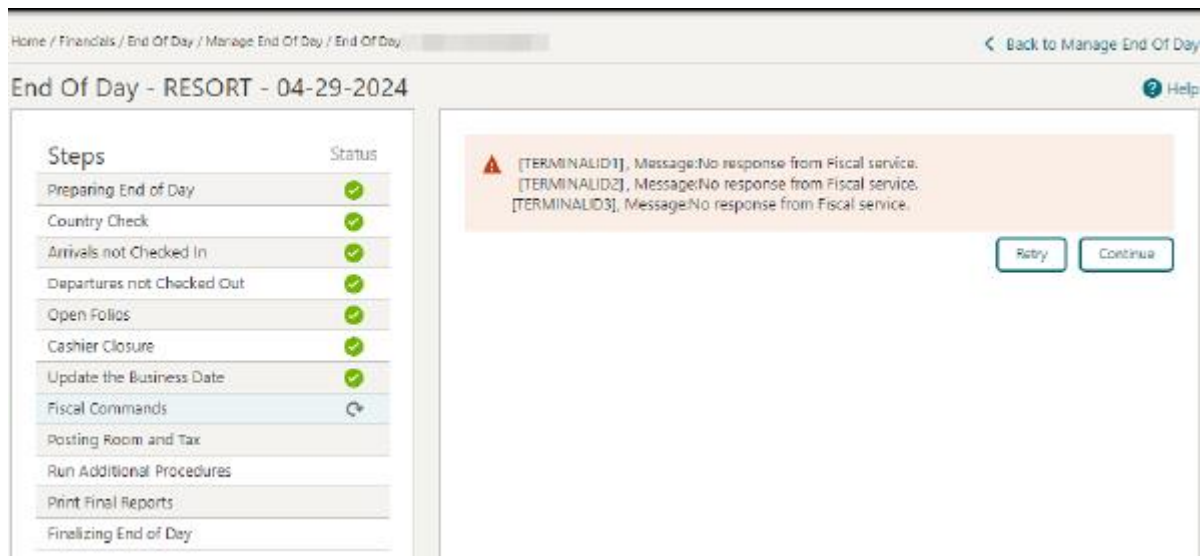 Home / Financials / End Of Day / Manage End Of Day / End Of Day
Back to Manage End Of Day
End Of Day - RESORT - 04-29-2024
Help
Steps Status
Preparing End of Day
Country Check
Arrivals not Checked In
Departures not Checked Out
Open Folios
Cashier Closure
Update the Business Date
Fiscal Commands
Posting Room and Tax
Run Additional Procedures
Print Final Reports
Finalizing End of Day
[TERMINALID1], Message:No response from Fiscal service.
[TERMINALID2], Message:No response from Fiscal service.
[TERMINALID3], Message:No response from Fiscal service.
Retry Continue